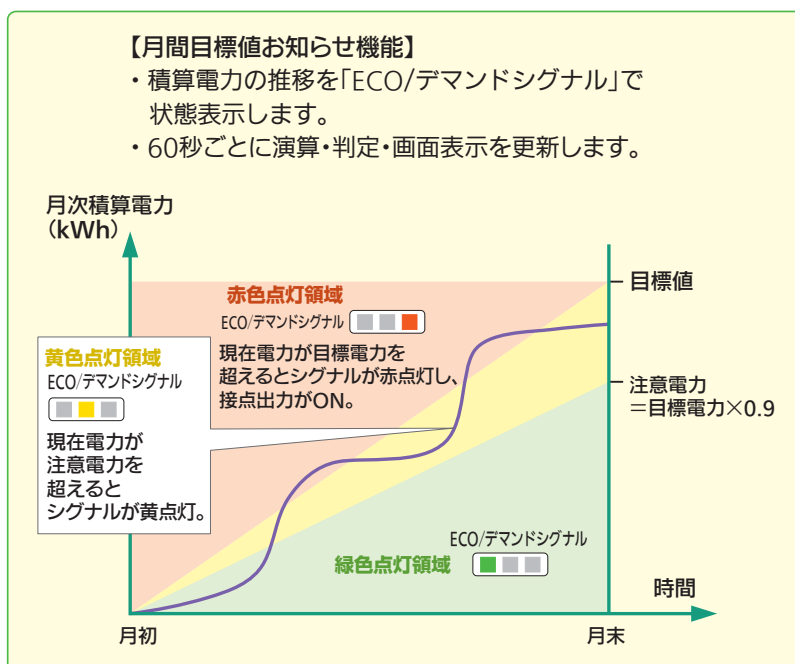 【月間目標値お知らせ機能】
・積算電力の推移を「ECO/デマンドシグナル」で
状態表示します。
・60秒ごとに演算・判定・画面表示を更新します。
月次積算電力
（kWh）
赤色点灯領域
ECO/デマンドシグナル
現在電力が目標電力を
超えるとシグナルが赤点灯し、
接点出力がON。
目標値
黄色点灯領域
ECO/デマンドシグナル
現在電力が
注意電力を
超えると
シグナルが黄点灯。
注意電力
＝目標電力×0.9
ECO/デマンドシグナル
緑色点灯領域
時間
月初
月末